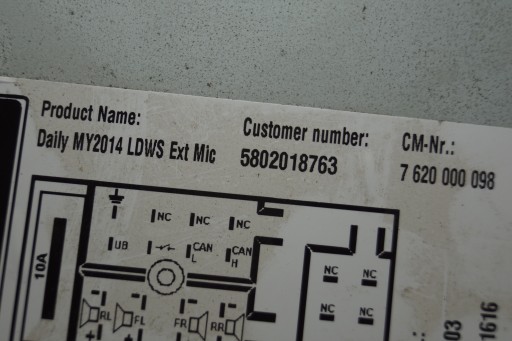 Product Name:
Daily MY2014 LDWS Ext Mic
Customer number:
5802018763
CM-Nr.:
7 620 000 098
NC NC NC
UB CAN L CAN H
10A
RL FL FR RR
NC NC
NC NC
03
1616